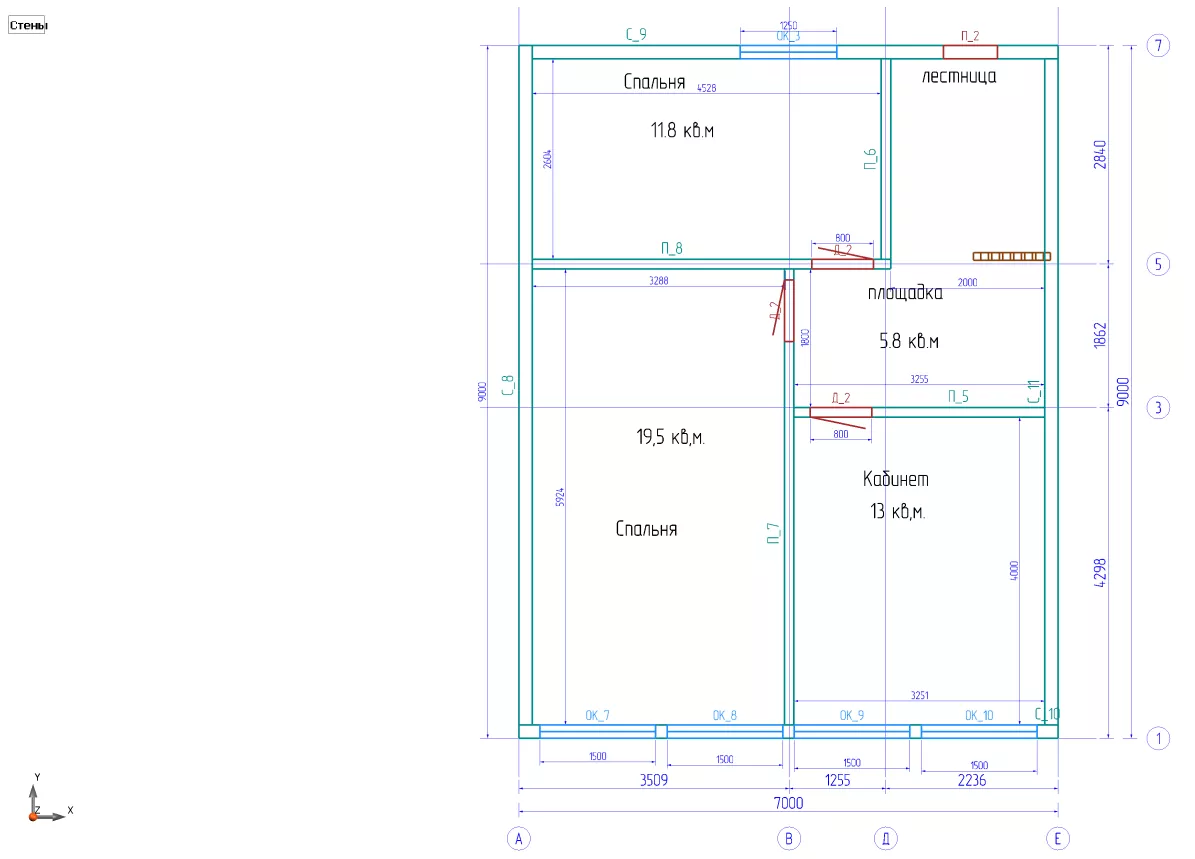 Стены
1250
С_9
ОК_3
П_2
7
Спальня
лестница
4528
11.8 кв.м
2604
П_6
2840
800
П_8
Д_2
5
3288
2000
площадка
Д_2
1800
5.8 кв.м
1862
С_8
9000
3255
С_11
9000
Д_2
П_5
3
800
19,5 кв,м.
Кабинет
5924
13 кв,м.
Спальня
П_7
4000
4298
3251
ОК_7
ОК_8
ОК_9
ОК_10
С_10
1
1500
1500
1500
1500
3509
1255
2236
7000
Y
Z
X
А
В
Д
Е